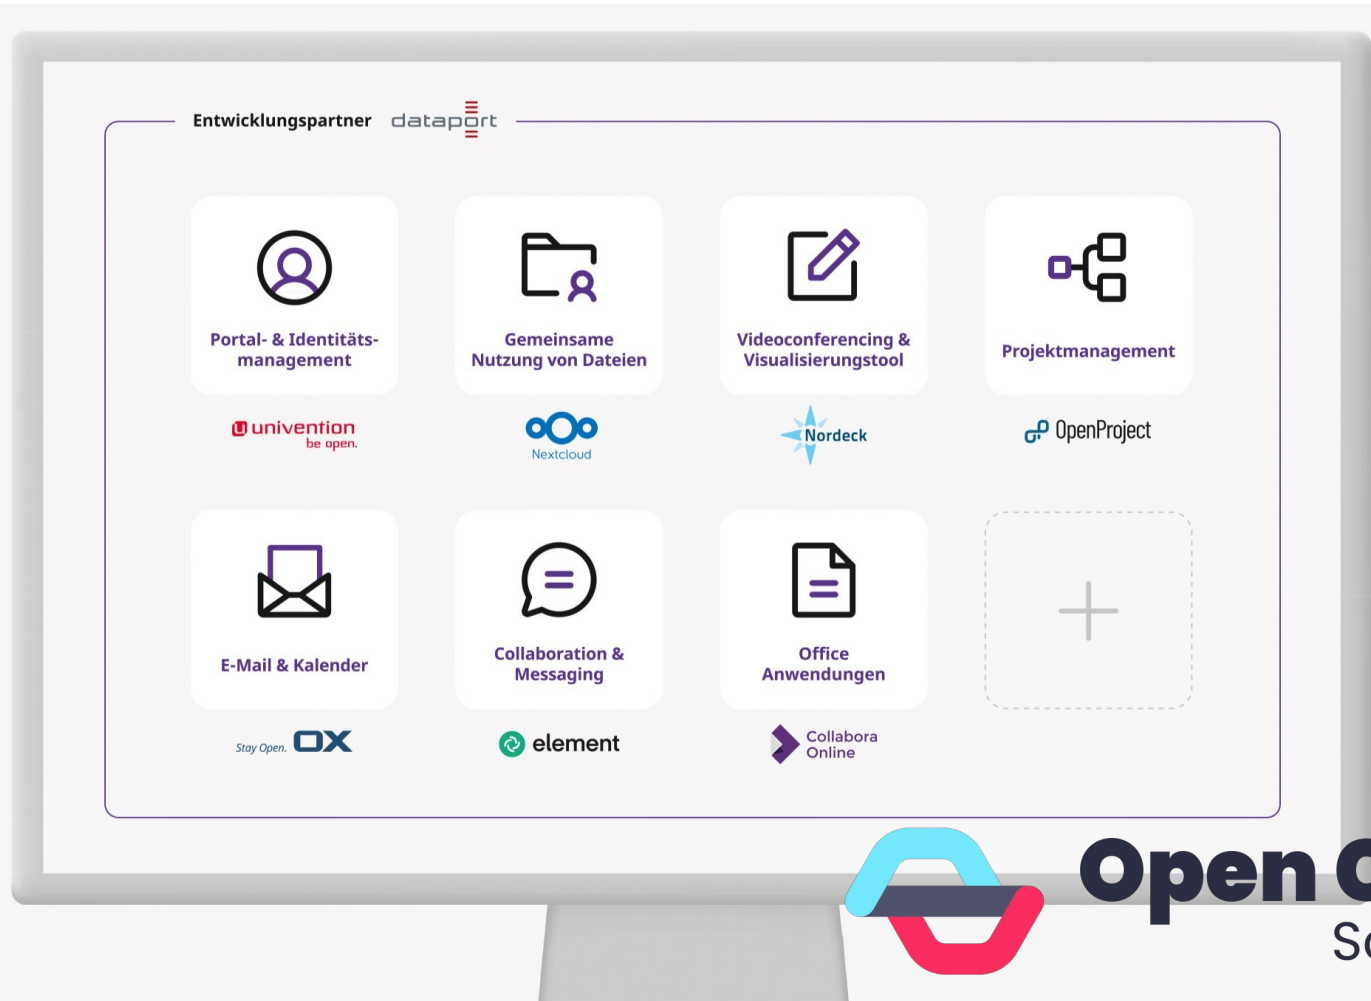 Entwicklungspartner dataport
Portal- & Identitäts-
management
Gemeinsame
Nutzung von Dateien
Videoconferencing &
Visualisierungstool
Projektmanagement
univention
be open.
Nextcloud
Nordeck
OpenProject
E-Mail & Kalender
Collaboration &
Messaging
Office
Anwendungen
Stay Open. OX
element
Collabora
Online
Open